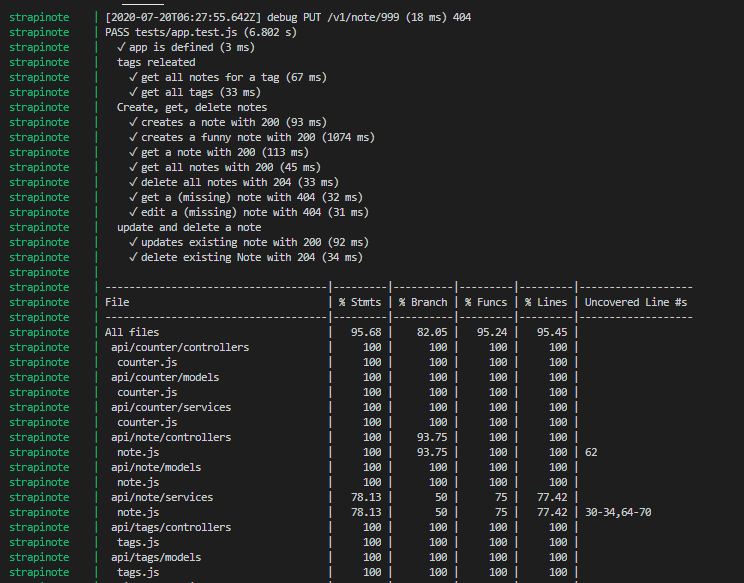 strapinote | [2020-07-20T06:27:55.642Z] debug PUT /v1/note/999 (18 ms) 404
strapinote | PASS tests/app.test.js (6.802 s)
strapinote |   ✓ app is defined (3 ms)
strapinote |   tags releated
strapinote |     ✓ get all notes for a tag (67 ms)
strapinote |     ✓ get all tags (33 ms)
strapinote |   Create, get, delete notes
strapinote |     ✓ creates a note with 200 (93 ms)
strapinote |     ✓ creates a funny note with 200 (1074 ms)
strapinote |     ✓ get a note with 200 (113 ms)
strapinote |     ✓ get all notes with 200 (45 ms)
strapinote |     ✓ delete all notes with 204 (33 ms)
strapinote |     ✓ get a (missing) note with 404 (32 ms)
strapinote |     ✓ edit a (missing) note with 404 (31 ms)
strapinote |   update and delete a note
strapinote |     ✓ updates existing note with 200 (92 ms)
strapinote |     ✓ delete existing Note with 204 (34 ms)
strapinote |
strapinote | -------------------------------------|---------|----------|---------|---------|-------------------
strapinote | File                                 | % Stmts | % Branch | % Funcs | % Lines | Uncovered Line #s
strapinote | -------------------------------------|---------|----------|---------|---------|-------------------
strapinote | All files                            |   95.68 |    82.05 |   95.24 |   95.45 |
strapinote |  api/counter/controllers             |     100 |      100 |     100 |     100 |
strapinote |   counter.js                         |     100 |      100 |     100 |     100 |
strapinote |  api/counter/models                  |     100 |      100 |     100 |     100 |
strapinote |   counter.js                         |     100 |      100 |     100 |     100 |
strapinote |  api/counter/services                |     100 |      100 |     100 |     100 |
strapinote |   counter.js                         |     100 |      100 |     100 |     100 |
strapinote |  api/note/controllers                |     100 |    93.75 |     100 |     100 |
strapinote |   note.js                            |     100 |    93.75 |     100 |     100 | 62
strapinote |  api/note/models                     |     100 |      100 |     100 |     100 |
strapinote |   note.js                            |     100 |      100 |     100 |     100 |
strapinote |  api/note/services                   |   78.13 |       50 |      75 |   77.42 |
strapinote |   note.js                            |   78.13 |       50 |      75 |   77.42 | 30-34,64-70
strapinote |  api/tags/controllers                |     100 |      100 |     100 |     100 |
strapinote |   tags.js                            |     100 |      100 |     100 |     100 |
strapinote |  api/tags/models                     |     100 |      100 |     100 |     100 |
strapinote |   tags.js                            |     100 |      100 |     100 |     100 |